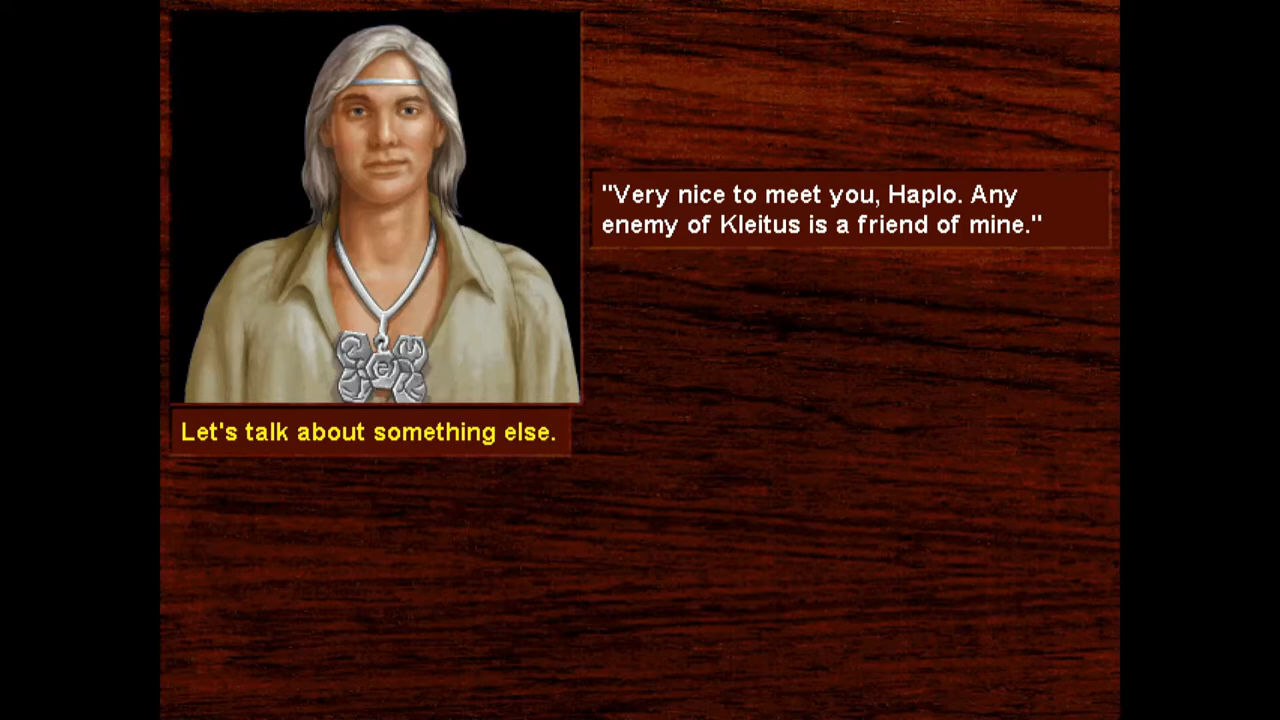 "Very nice to meet you, Haplo. Any
enemy of Kleitus is a friend of mine."
Let's talk about something else.